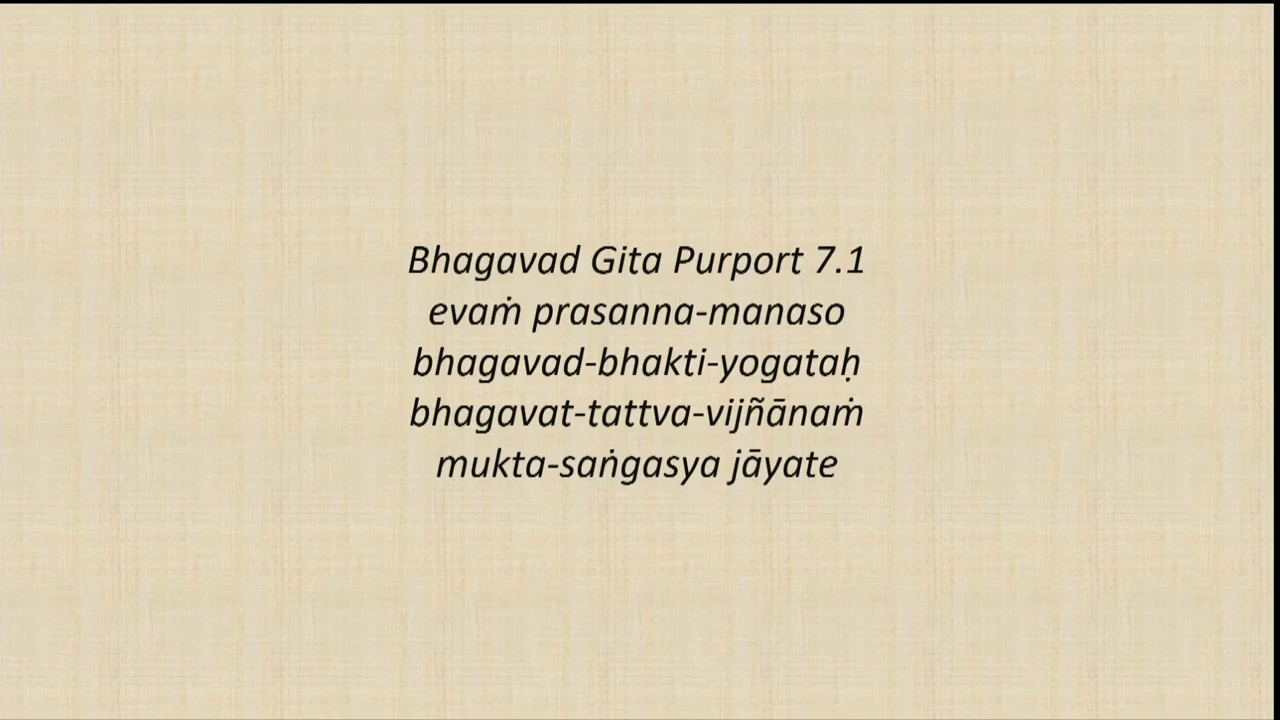 Bhagavad Gita Purport 7.1
evaṁ prasanna-manaso
bhagavad-bhakti-yogataḥ
bhagavat-tattva-vijñānaṁ
mukta-saṅgasya jāyate